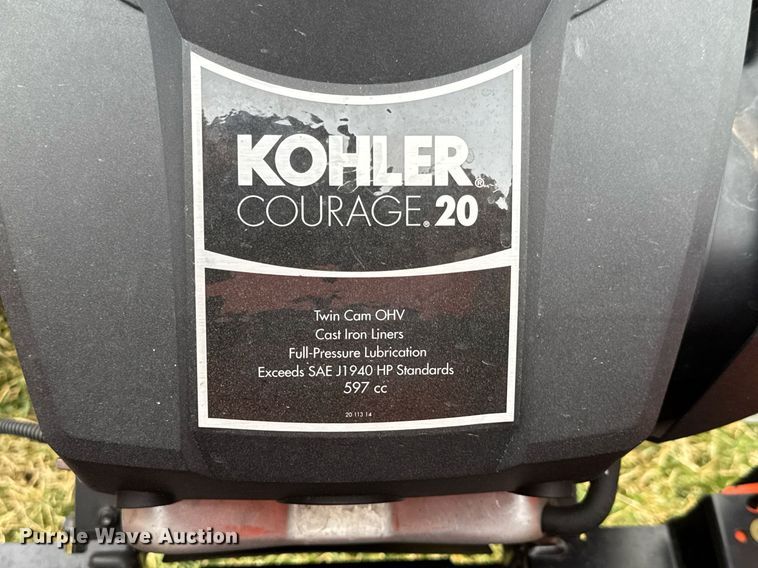 KOHLER®
COURAGE® 20
Twin Cam OHV
Cast Iron Liners
Full-Pressure Lubrication
Exceeds SAE J1940 HP Standards
597 cc
20 113 14
Purple Wave Auction